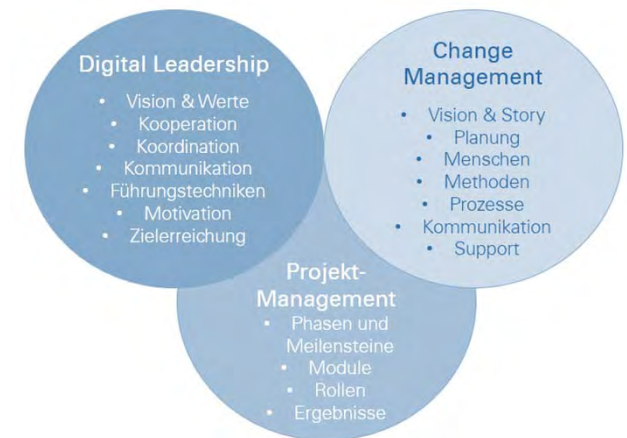 Digital Leadership
• Vision & Werte
• Kooperation
• Koordination
• Kommunikation
• Führungstechniken
• Motivation
• Zielerreichung
Change
Management
• Vision & Story
• Planung
• Menschen
• Methoden
• Prozesse
• Kommunikation
• Support
Projekt-
Management
• Phasen und
Meilensteine
• Module
• Rollen
• Ergebnisse